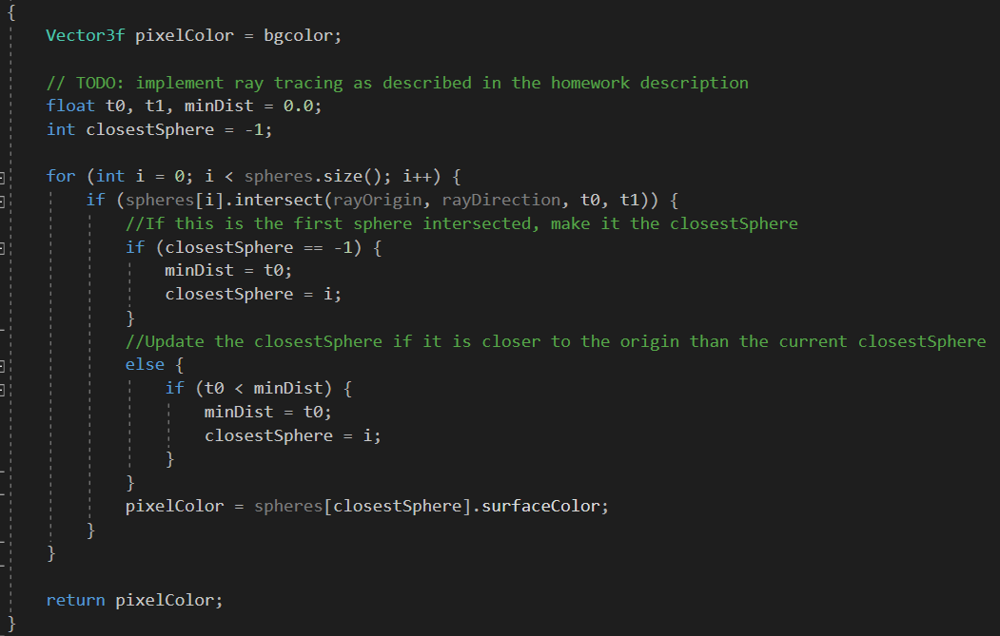 {
Vector3f pixelColor = bgcolor;
// TODO: implement ray tracing as described in the homework description
float t0, t1, minDist = 0.0;
int closestSphere = -1;
for (int i = 0; i < spheres.size(); i++) {
if (spheres[i].intersect(rayOrigin, rayDirection, t0, t1)) {
//If this is the first sphere intersected, make it the closestSphere
if (closestSphere == -1) {
minDist = t0;
closestSphere = i;
}
//Update the closestSphere if it is closer to the origin than the current closestSphere
else {
if (t0 < minDist) {
minDist = t0;
closestSphere = i;
}
}
pixelColor = spheres[closestSphere].surfaceColor;
}
}
return pixelColor;
}